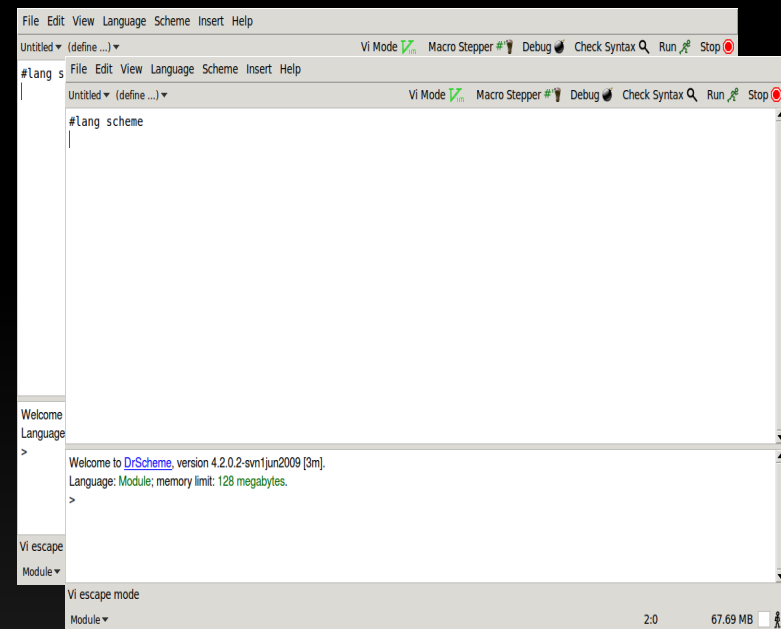 File Edit View Language Scheme Insert Help
Untitled (define ...) Vi Mode Vim Macro Stepper #' Debug Check Syntax Run Stop
#lang s
Welcome
Language
>
Vi escape
Module
File Edit View Language Scheme Insert Help
Untitled (define ...) Vi Mode Vim Macro Stepper #' Debug Check Syntax Run Stop
#lang scheme
Welcome to DrScheme, version 4.2.0.2-svn1jun2009 [3m].
Language: Module; memory limit: 128 megabytes.
>
Vi escape mode
Module 2:0 67.69 MB